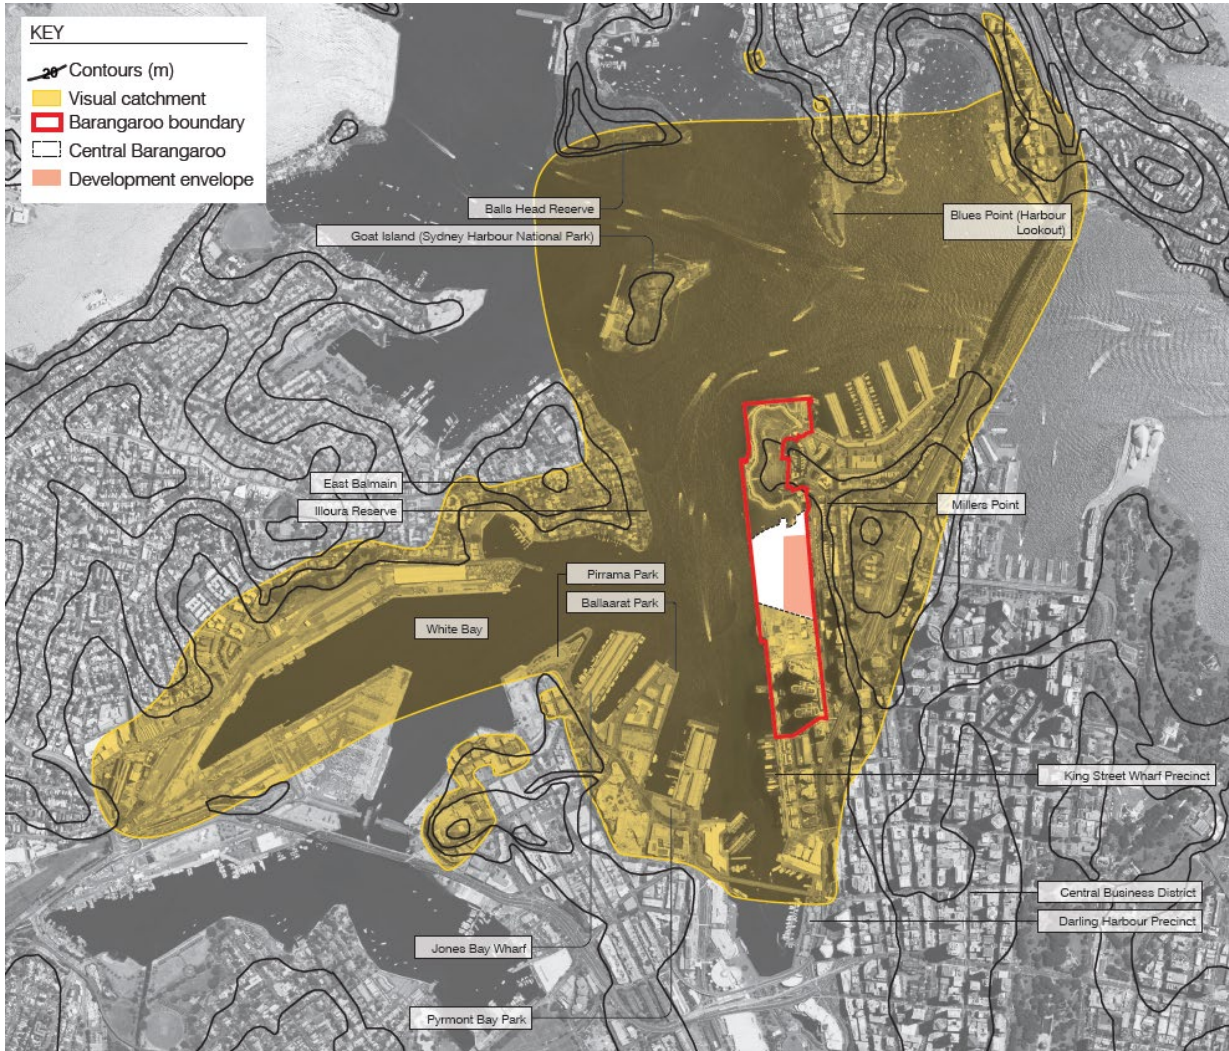 KEY
20 Contours (m)
Visual catchment
Barangaroo boundary
Central Barangaroo
Development envelope
Balls Head Reserve
Goat Island (Sydney Harbour National Park)
Blues Point (Harbour
Lookout)
East Balmain
Illoura Reserve
Millers Point
Pirrama Park
Ballaarat Park
White Bay
King Street Wharf Precinct
Central Business District
Darling Harbour Precinct
Jones Bay Wharf
Pyrmont Bay Park